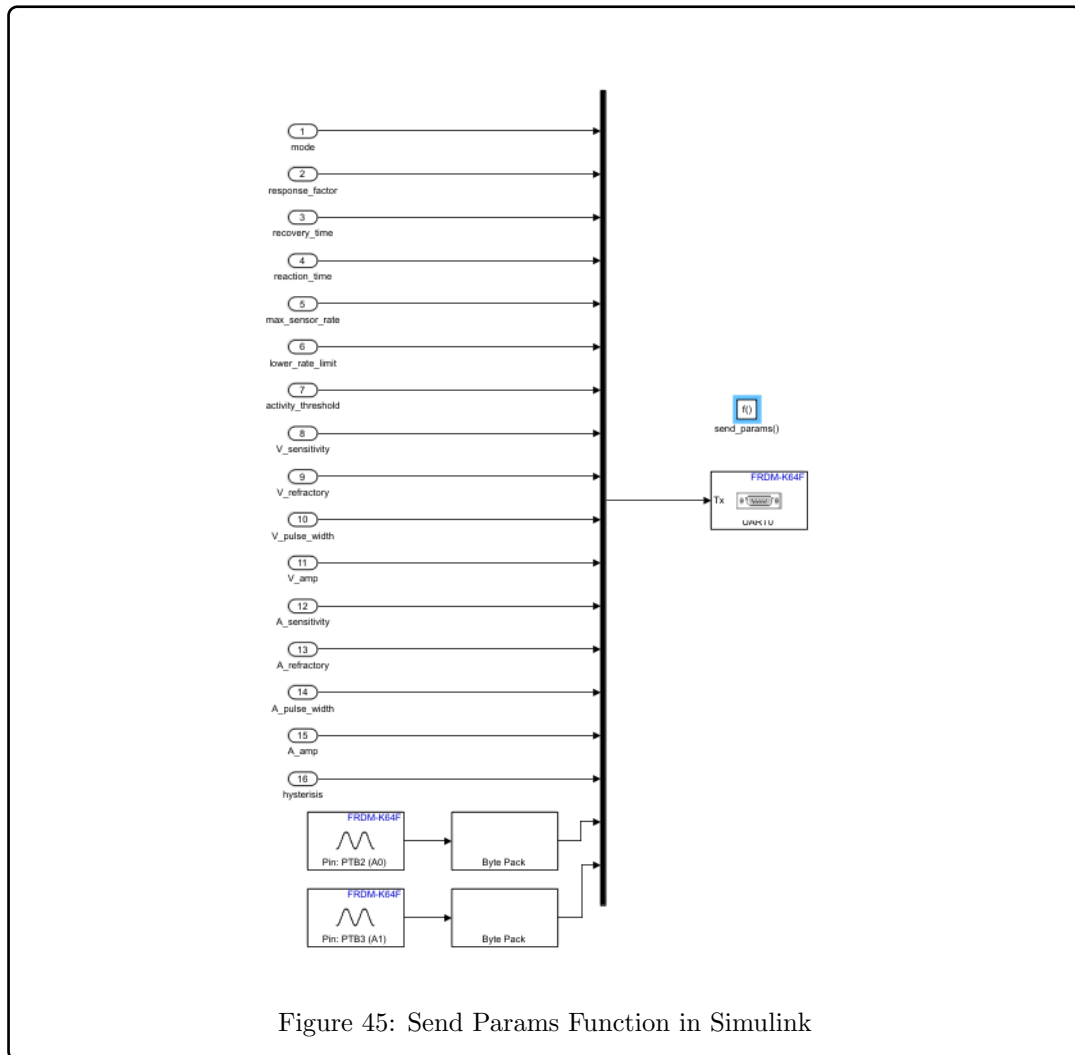 1
mode
2
response_factor
3
recovery_time
4
reaction_time
5
max_sensor_rate
6
lower_rate_limit
7
activity_threshold
8
V_sensitivity
9
V_refractory
10
V_pulse_width
11
V_amp
12
A_sensitivity
13
A_refractory
14
A_pulse_width
15
A_amp
16
hysterisis
FRDM-K64F
Pin: PTB2 (A0)
Byte Pack
FRDM-K64F
Pin: PTB3 (A1)
Byte Pack
f()
send_params()
FRDM-K64F
Tx
UART0
Figure 45: Send Params Function in Simulink